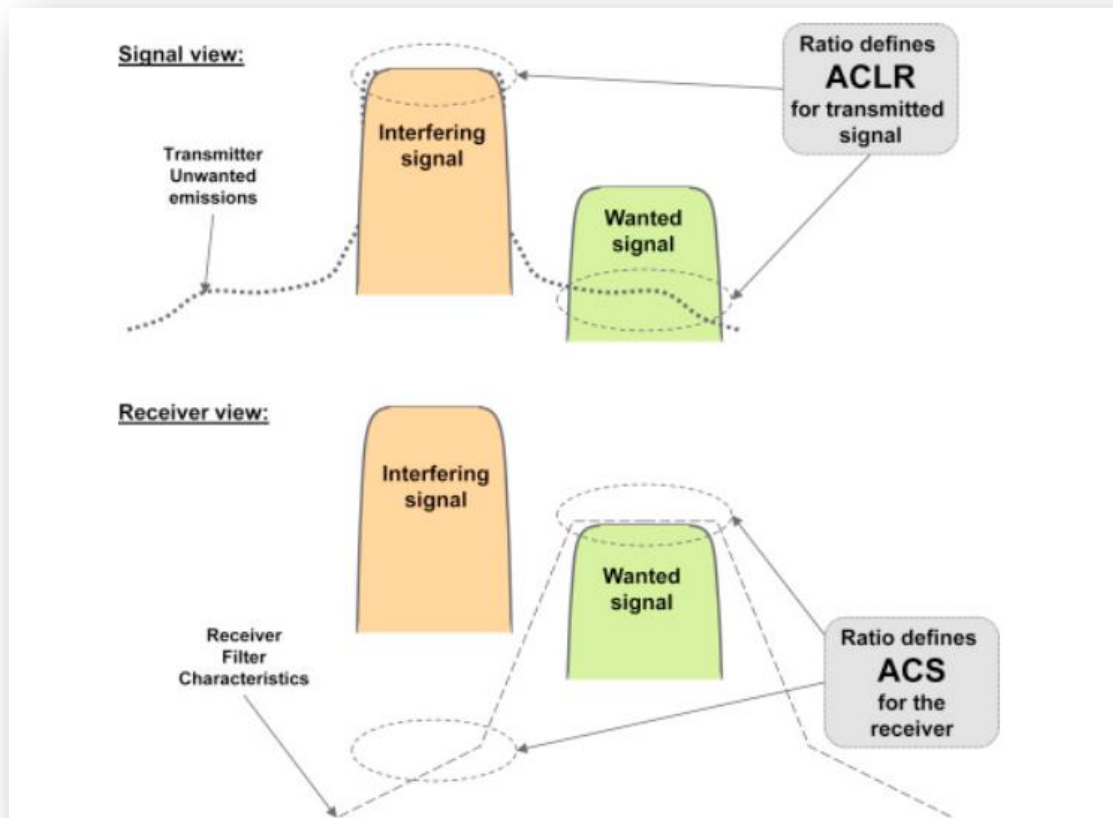 Signal view:
Ratio defines
ACLR
for transmitted
signal
Interfering
signal
Transmitter
Unwanted
emissions
Wanted
signal
Receiver view:
Interfering
signal
Wanted
signal
Receiver
Filter
Characteristics
Ratio defines
ACS
for the
receiver